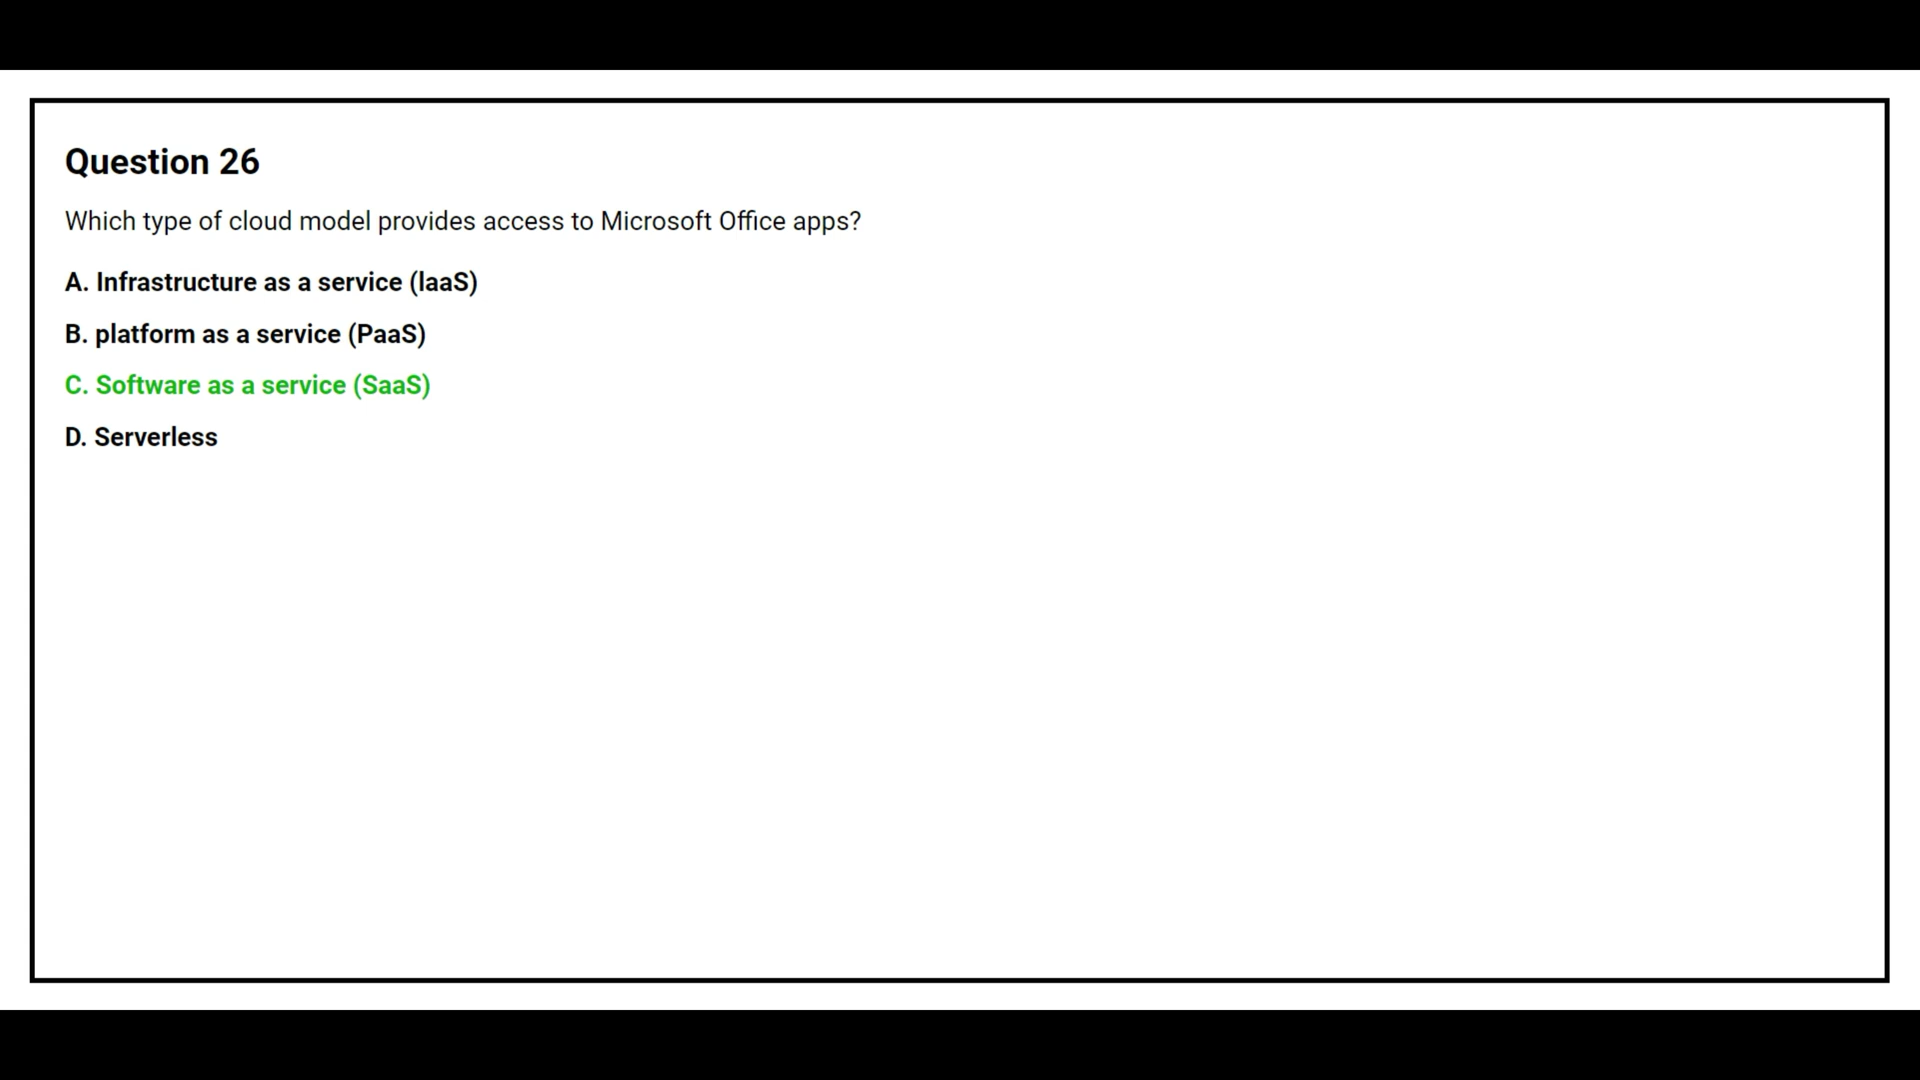 Question 26
Which type of cloud model provides access to Microsoft Office apps?
A. Infrastructure as a service (laaS)
B. platform as a service (PaaS)
C. Software as a service (SaaS)
D. Serverless